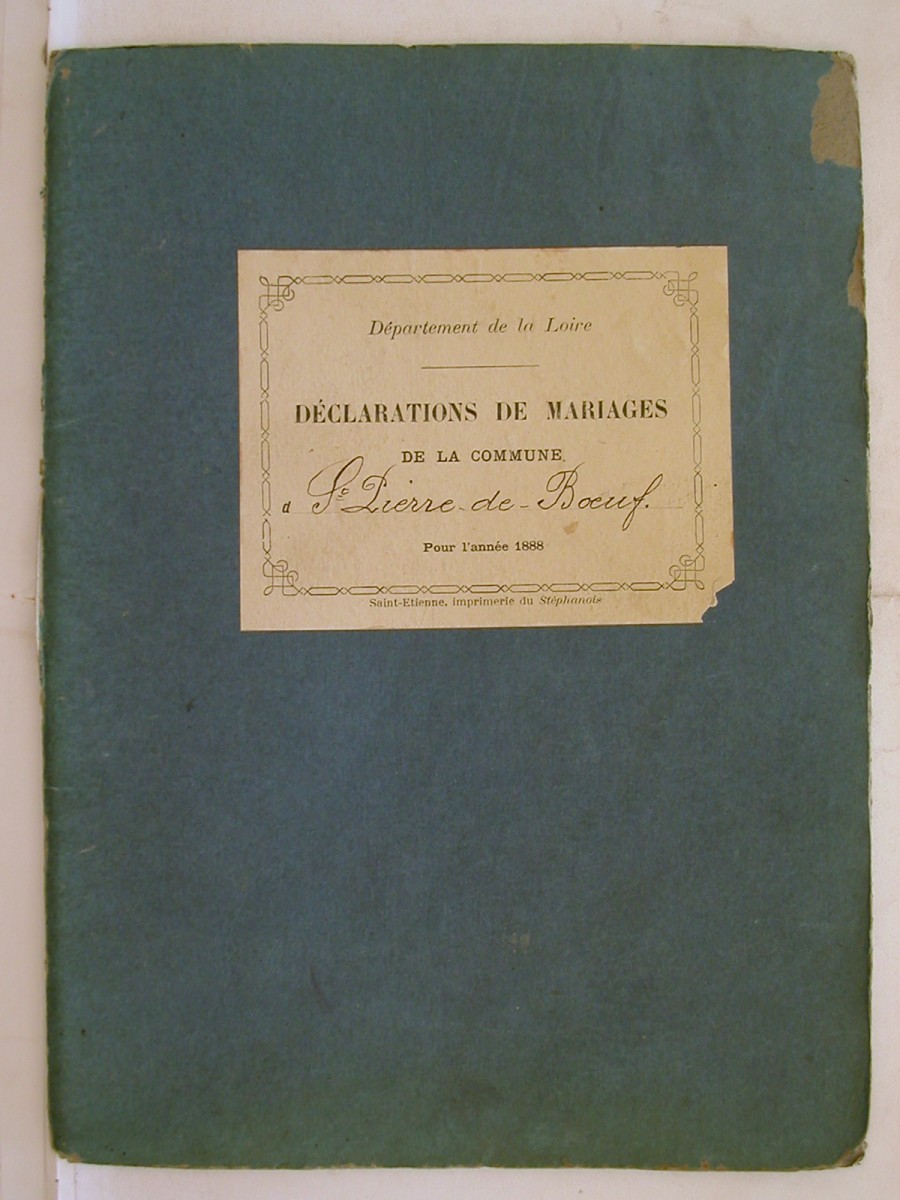 Département de la Loire
DÉCLARATIONS DE MARIAGES
DE LA COMMUNE
d St Pierre-de-Bœuf.
Pour l'année 1888
Saint-Etienne, imprimerie du Stéphanois